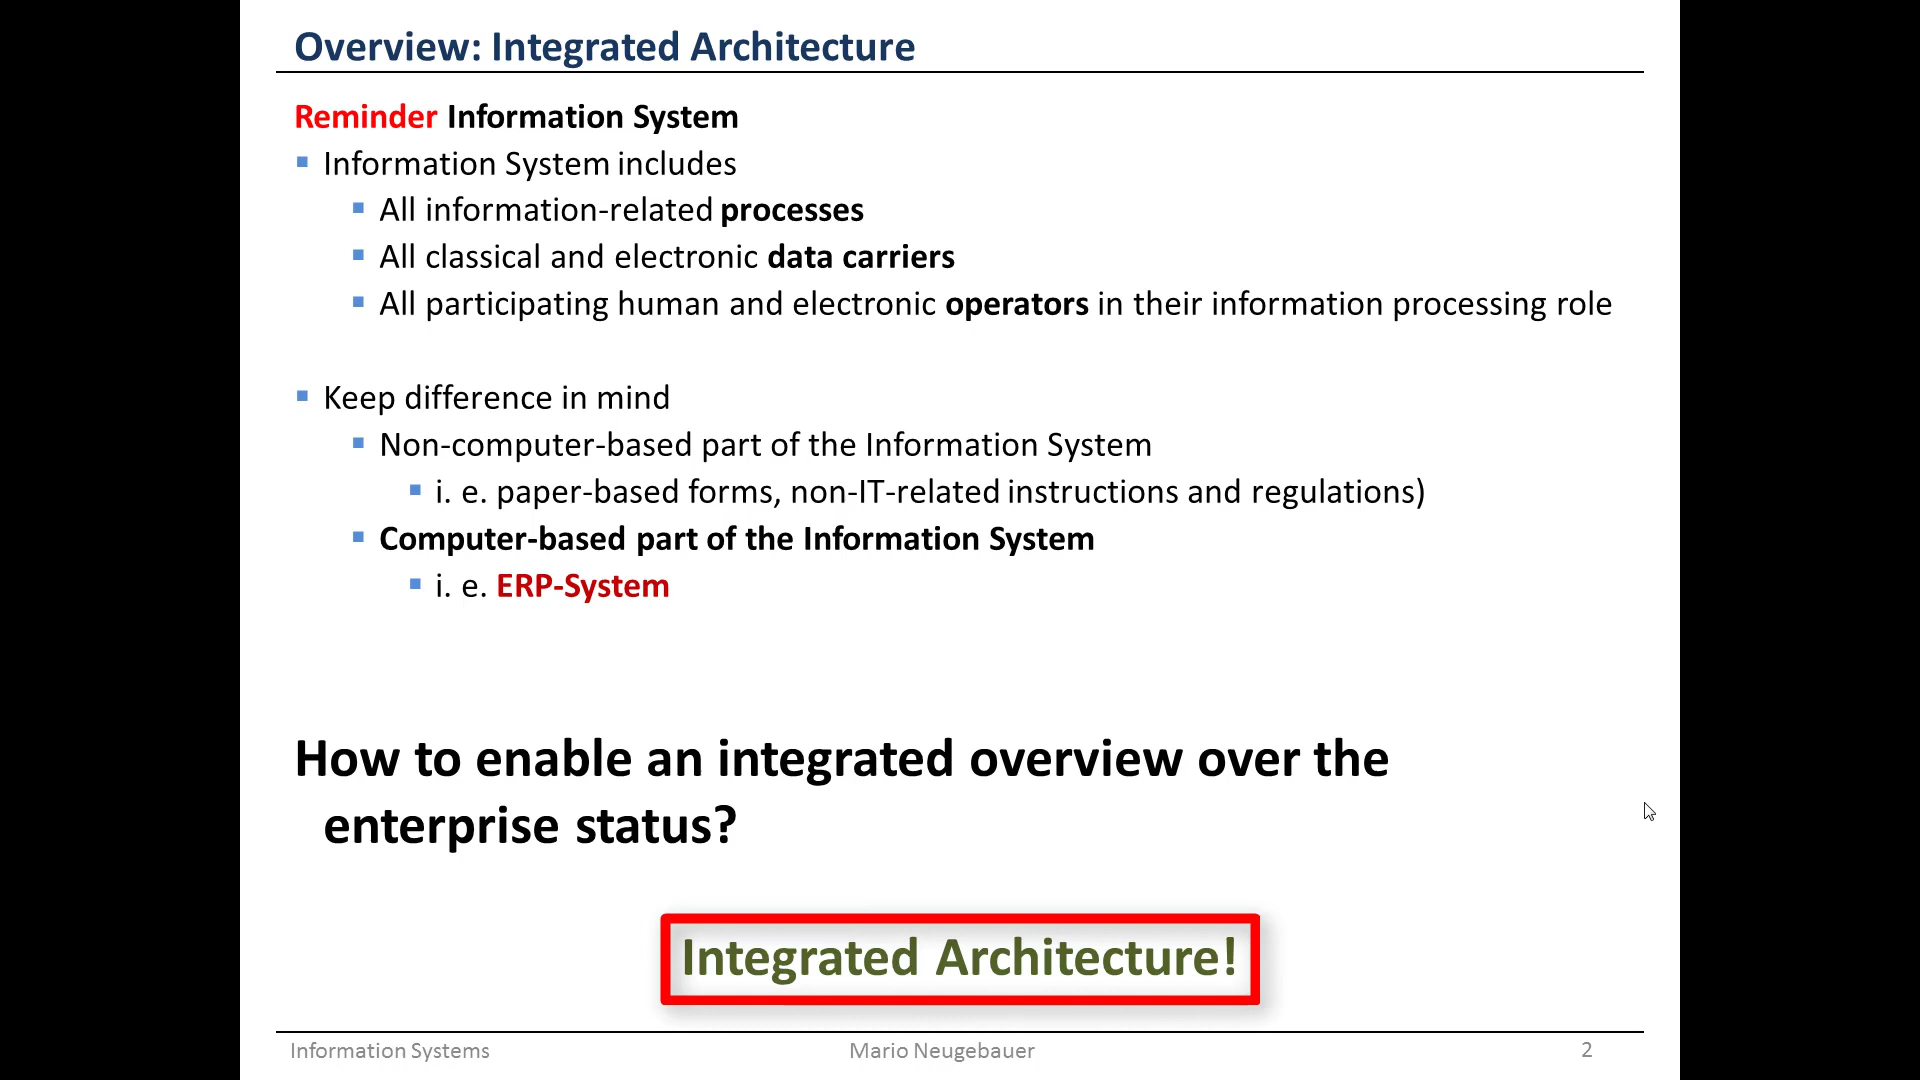 Overview: Integrated Architecture
Reminder Information System
Information System includes
All information-related processes
All classical and electronic data carriers
All participating human and electronic operators in their information processing role
Keep difference in mind
Non-computer-based part of the Information System
i. e. paper-based forms, non-IT-related instructions and regulations)
Computer-based part of the Information System
i. e. ERP-System
How to enable an integrated overview over the
enterprise status?
Integrated Architecture!
Information Systems
Mario Neugebauer
2